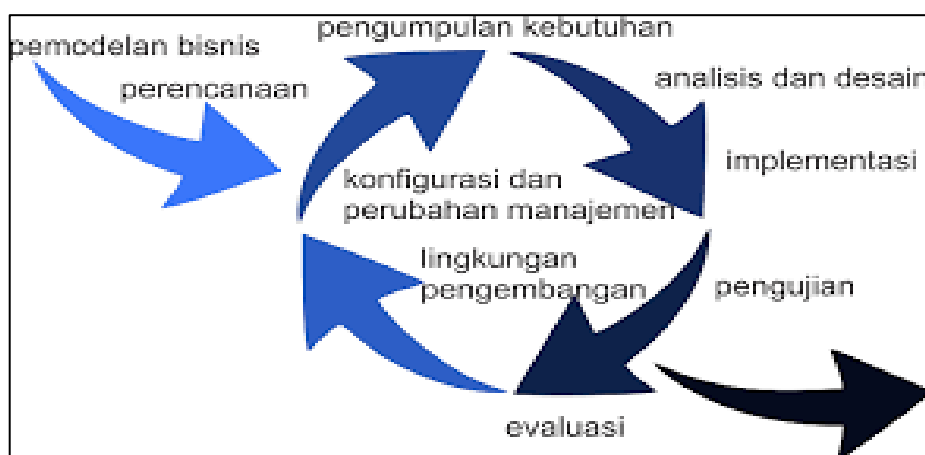 pemodelan bisnis
perencanaan
pengumpulan kebutuhan
analisis dan desain
implementasi
konfigurasi dan
perubahan manajemen
lingkungan
pengembangan
pengujian
evaluasi